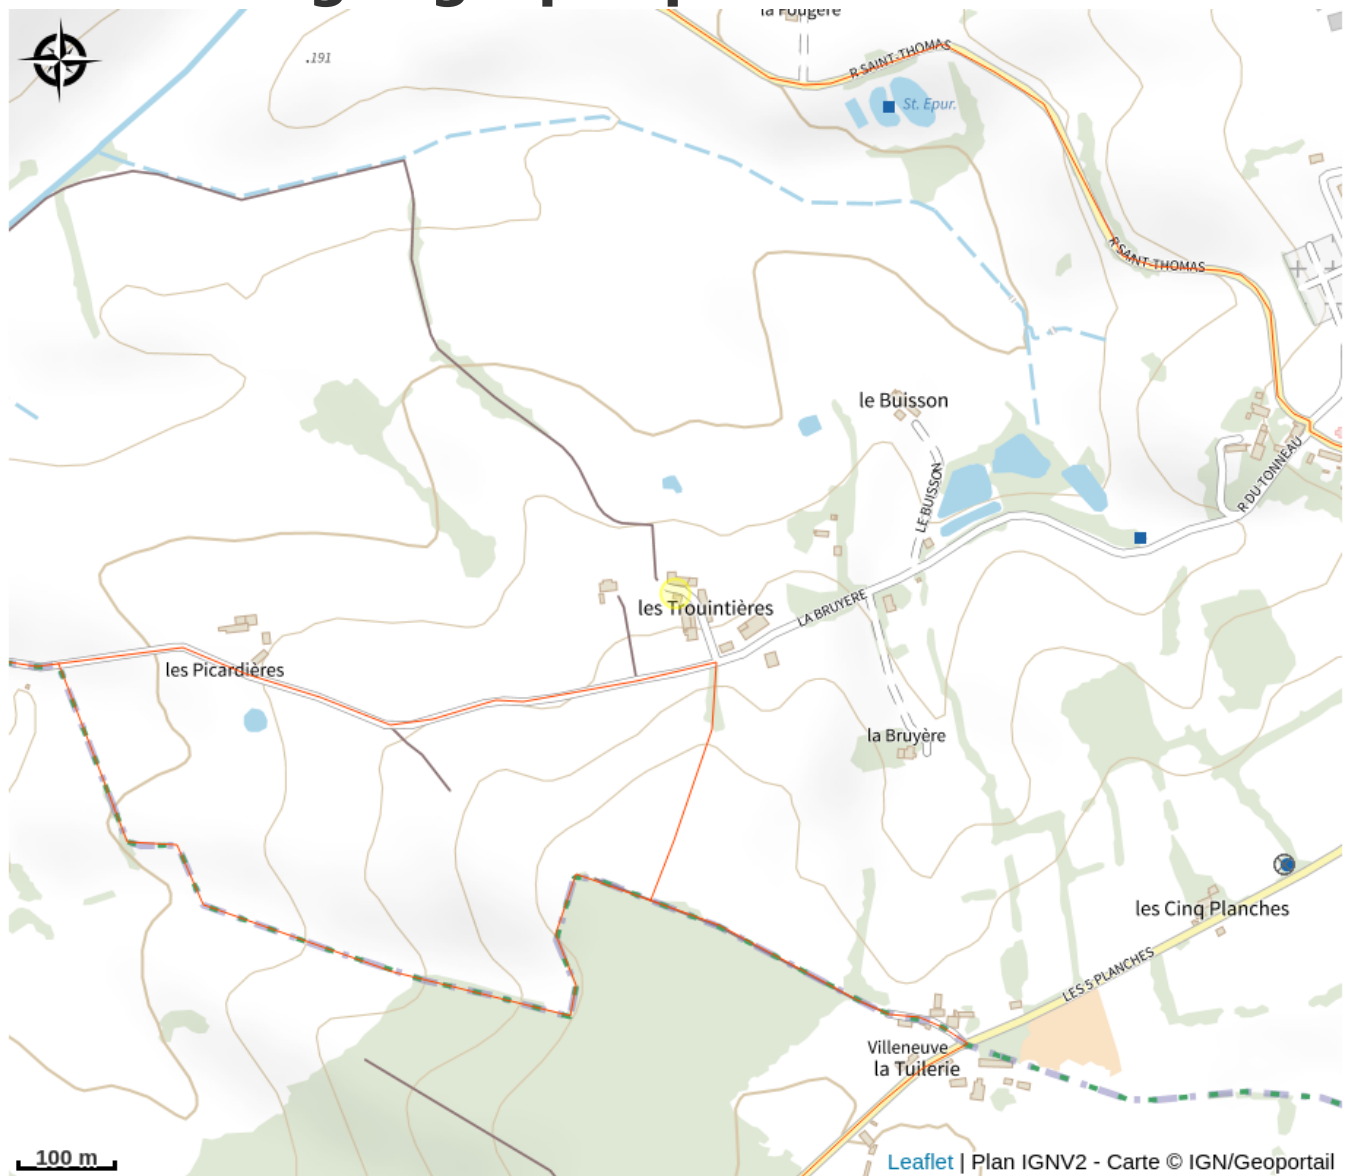 la Fougère
.191
R SAINT-THOMAS
St. Epur.
R SAINT-THOMAS
le Buisson
LE BUISSON
R DU TONNEAU
les Trouintières
LA BRUYERE
les Picardières
la Bruyère
les Cinq Planches
LES 5 PLANCHES
Villeneuve
la Tuilerie
100 m
Leaflet | Plan IGNV2 - Carte © IGN/Geoportail